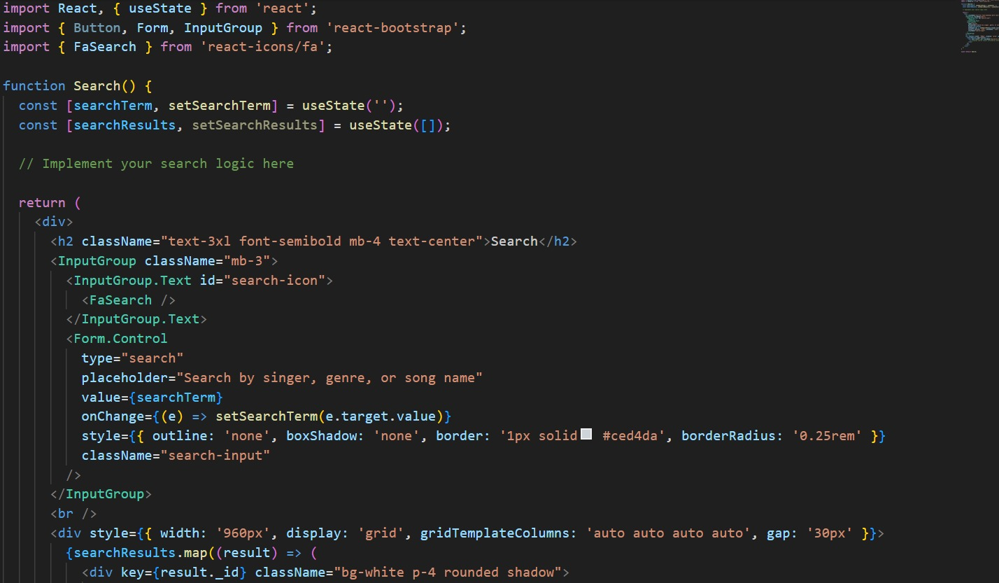 import React, { useState } from 'react';
import { Button, Form, InputGroup } from 'react-bootstrap';
import { FaSearch } from 'react-icons/fa';

function Search() {
  const [searchTerm, setSearchTerm] = useState('');
  const [searchResults, setSearchResults] = useState([]);

  // Implement your search logic here

  return (
    <div>
      <h2 className="text-3xl font-semibold mb-4 text-center">Search</h2>
      <InputGroup className="mb-3">
        <InputGroup.Text id="search-icon">
          <FaSearch />
        </InputGroup.Text>
        <Form.Control
          type="search"
          placeholder="Search by singer, genre, or song name"
          value={searchTerm}
          onChange={(e) => setSearchTerm(e.target.value)}
          style={{ outline: 'none', boxShadow: 'none', border: '1px solid #ced4da', borderRadius: '0.25rem' }}
          className="search-input"
        />
      </InputGroup>
      <br />
      <div style={{ width: '960px', display: 'grid', gridTemplateColumns: 'auto auto auto auto', gap: '30px' }}>
        {searchResults.map((result) => (
          <div key={result._id} className="bg-white p-4 rounded shadow">